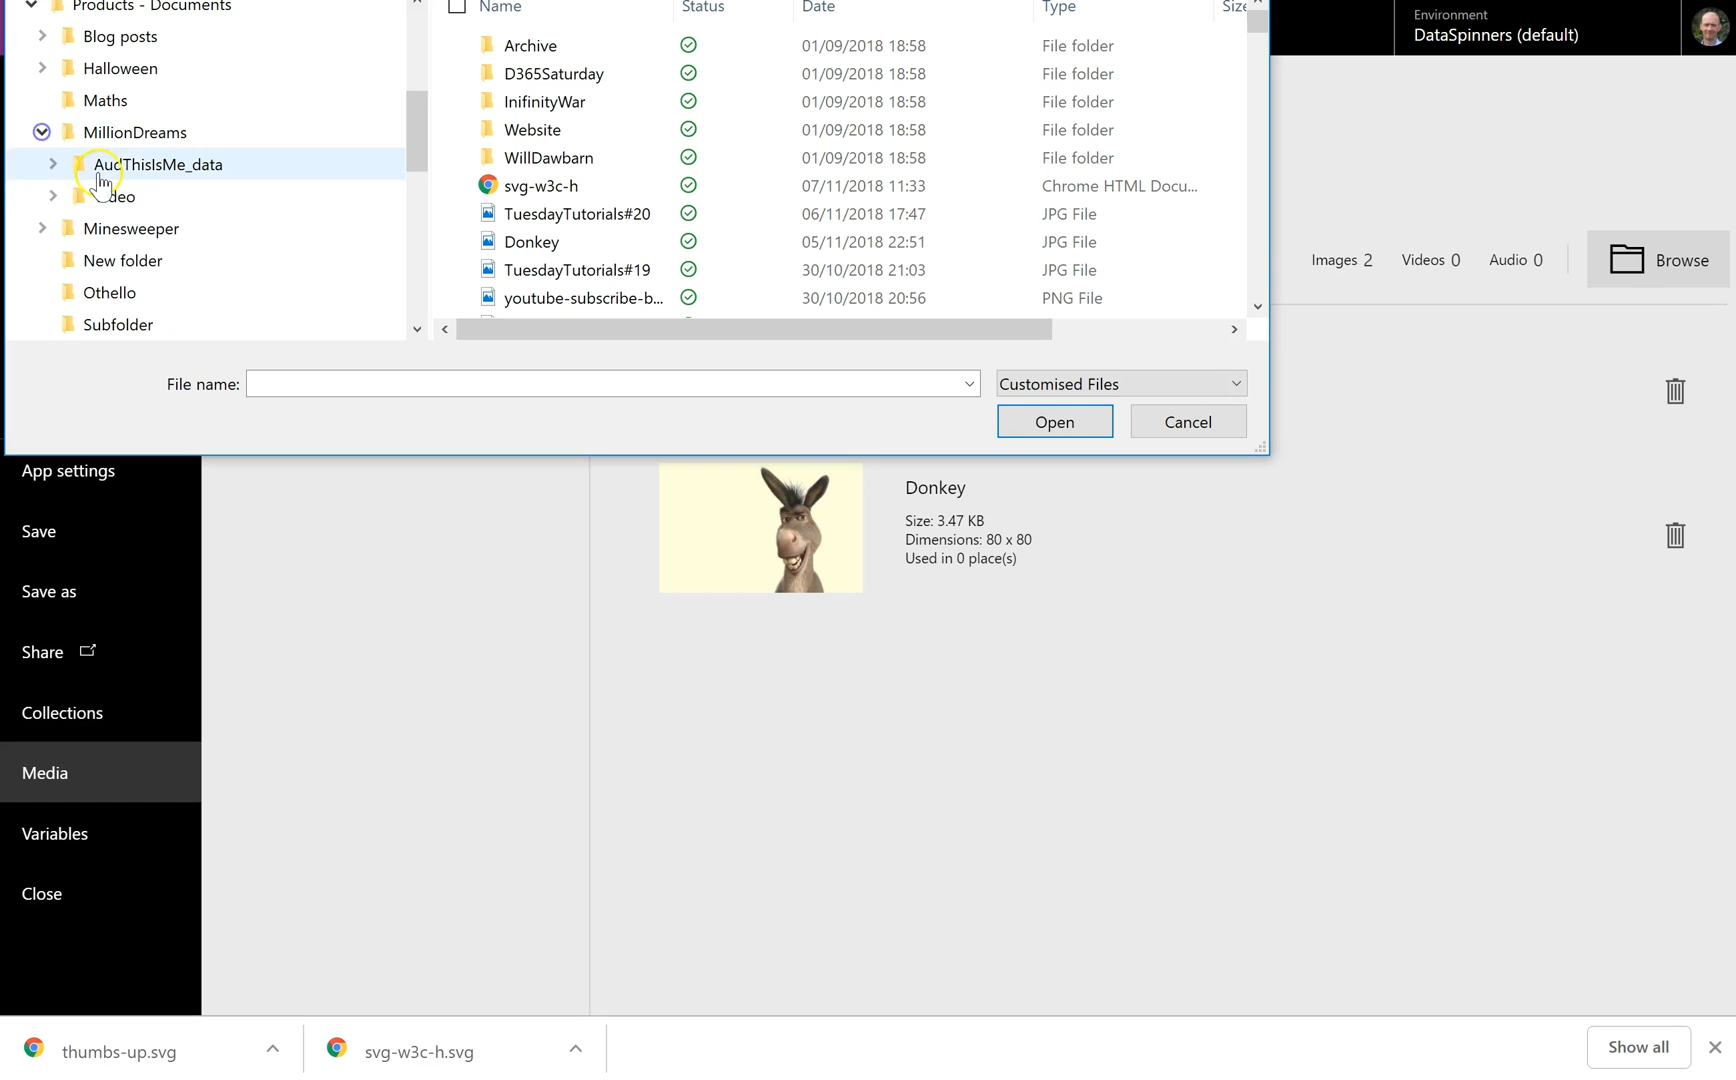 Products - Documents
Name Status Date Type Size
Environment
DataSpinners (default)
Blog posts
Halloween
Maths
MillionDreams
AudThisIsMe_data
Minesweeper
New folder
Othello
Subfolder
Archive 01/09/2018 18:58 File folder
D365Saturday 01/09/2018 18:58 File folder
InifinityWar 01/09/2018 18:58 File folder
Website 01/09/2018 18:58 File folder
WillDawbarn 01/09/2018 18:58 File folder
svg-w3c-h 07/11/2018 11:33 Chrome HTML Docu...
TuesdayTutorials#20 06/11/2018 17:47 JPG File
Donkey 05/11/2018 22:51 JPG File
TuesdayTutorials#19 30/10/2018 21:03 JPG File
youtube-subscribe-b... 30/10/2018 20:56 PNG File
Images 2 Videos 0 Audio 0 Browse
File name: Customised Files
Open Cancel
App settings
Save
Save as
Share
Collections
Media
Variables
Close
Donkey
Size: 3.47 KB
Dimensions: 80 x 80
Used in 0 place(s)
thumbs-up.svg svg-w3c-h.svg Show all